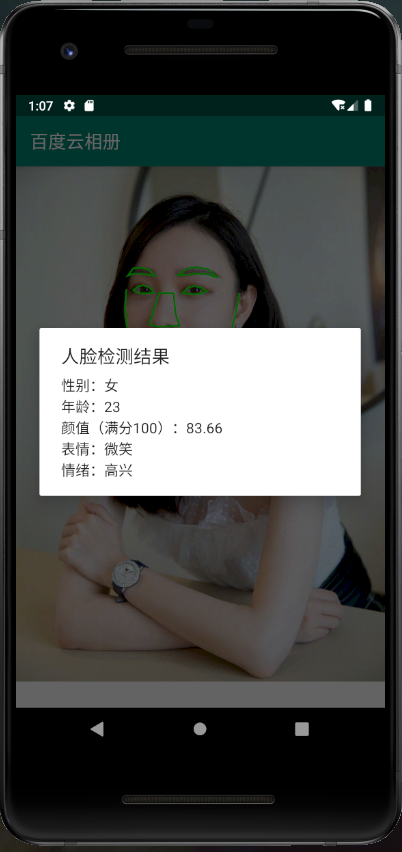 1:07
百度云相册
人脸检测结果
性别：女
年龄：23
颜值（满分100）：83.66
表情：微笑
情绪：高兴